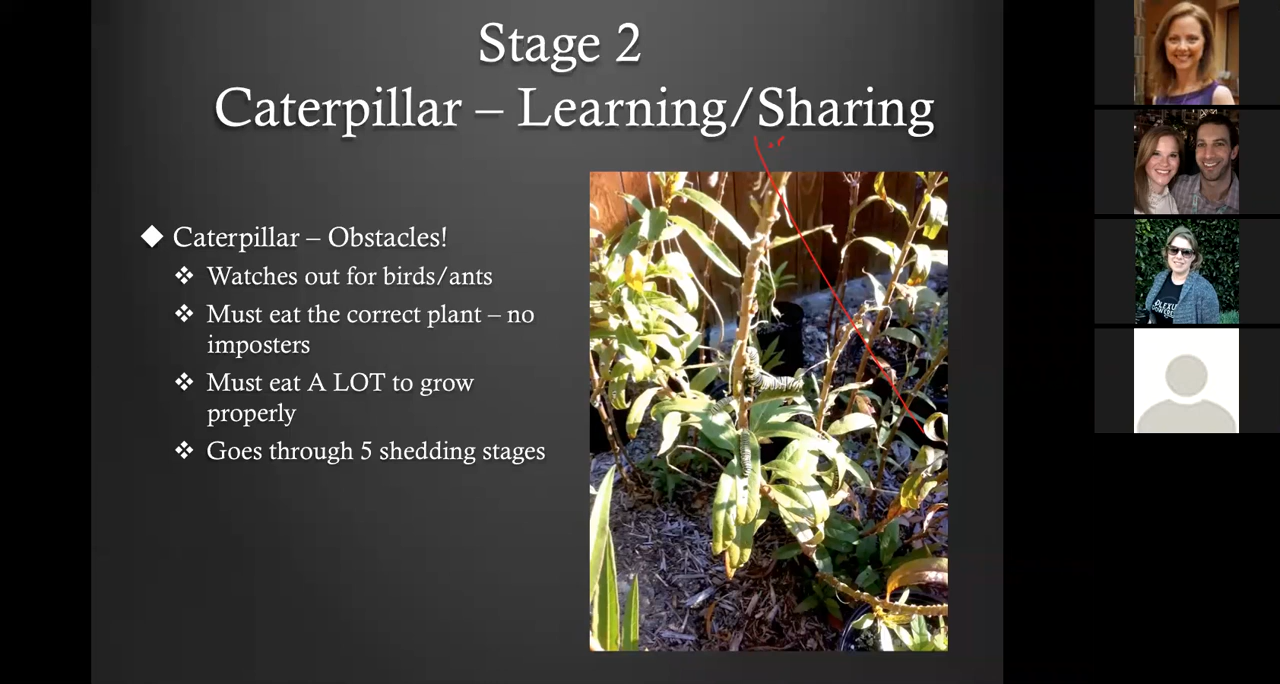 Stage 2
Caterpillar – Learning/Sharing
Caterpillar – Obstacles!
Watches out for birds/ants
Must eat the correct plant – no
imposters
Must eat A LOT to grow
properly
Goes through 5 shedding stages